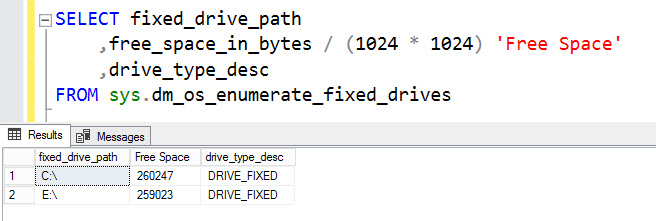 SELECT fixed_drive_path
,free_space_in_bytes / (1024 * 1024) 'Free Space'
,drive_type_desc
FROM sys.dm_os_enumerate_fixed_drives
Results Messages
fixed_drive_path Free Space drive_type_desc
1 C:\ 260247 DRIVE_FIXED
2 E:\ 259023 DRIVE_FIXED